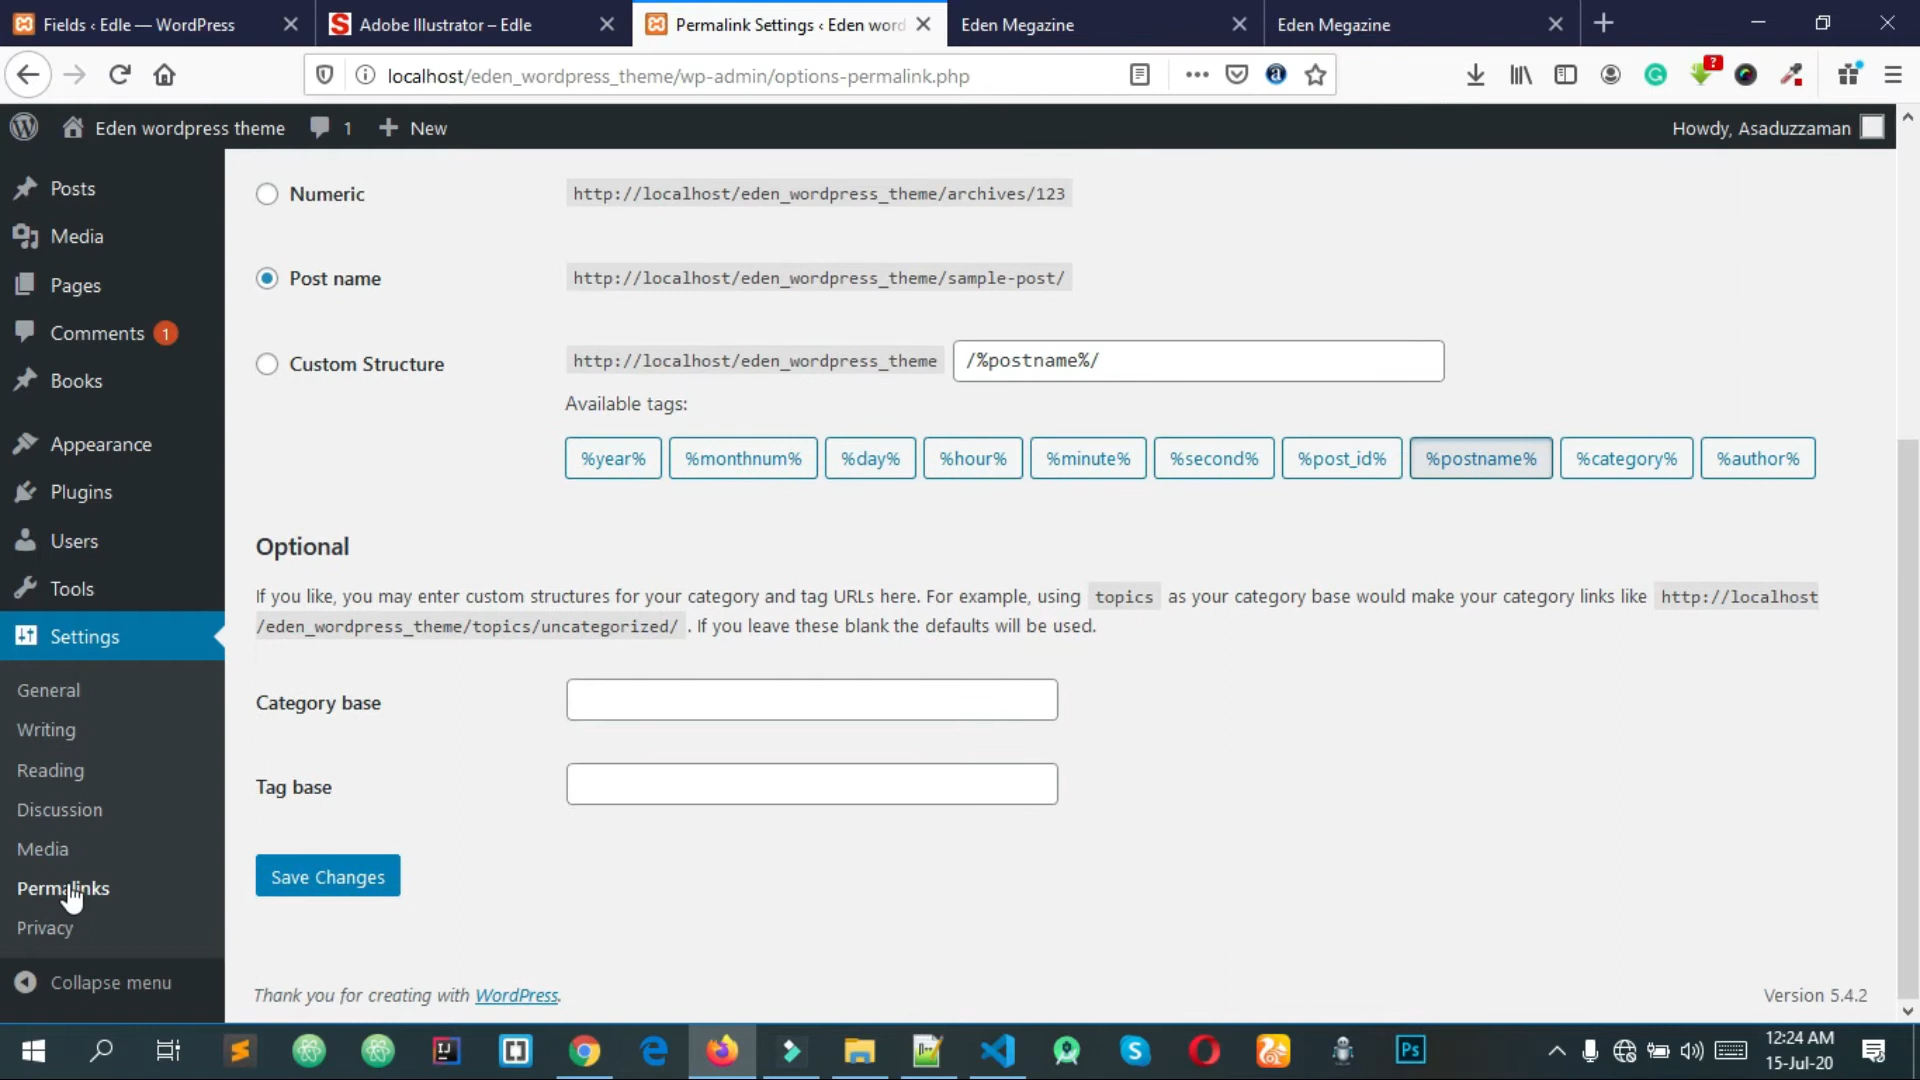 Fields ‹ Edle — WordPress
Adobe Illustrator – Edle
Permalink Settings ‹ Eden word
Eden Megazine
Eden Megazine
localhost/eden_wordpress_theme/wp-admin/options-permalink.php
?
Eden wordpress theme
1
New
Howdy, Asaduzzaman
Posts
Media
Pages
Comments 1
Books
Appearance
Plugins
Users
Tools
Settings
General
Writing
Reading
Discussion
Media
Permalinks
Privacy
Collapse menu
Numeric
http://localhost/eden_wordpress_theme/archives/123
Post name
http://localhost/eden_wordpress_theme/sample-post/
Custom Structure
http://localhost/eden_wordpress_theme
/%postname%/
Available tags:
%year% %monthnum% %day% %hour% %minute% %second% %post_id% %postname% %category% %author%
Optional
If you like, you may enter custom structures for your category and tag URLs here. For example, using topics as your category base would make your category links like http://localhost
/eden_wordpress_theme/topics/uncategorized/ . If you leave these blank the defaults will be used.
Category base
Tag base
Save Changes
Thank you for creating with WordPress.
Version 5.4.2
Ps
12:24 AM
15-Jul-20